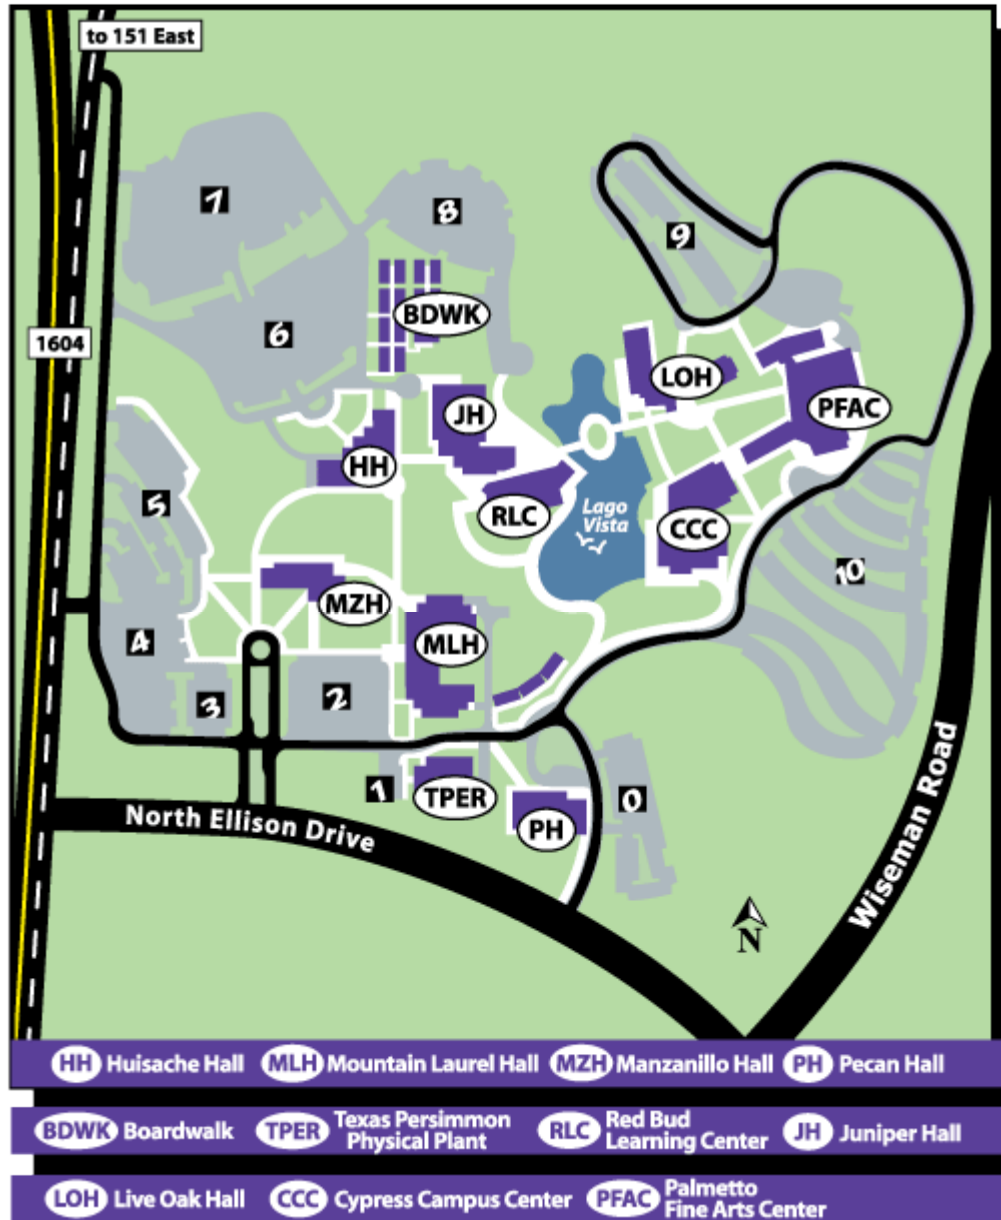 to 151 East
7
8
9
BDWK
6
1604
LOH
PFAC
JH
HH
5
RLC
Lago
Vista
CCC
10
MZH
MLH
4
3
2
1
TPER
0
PH
North Ellison Drive
Wiseman Road
N
HH Huisache Hall MLH Mountain Laurel Hall MZH Manzanillo Hall PH Pecan Hall
BDWK Boardwalk TPER Texas Persimmon
Physical Plant RLC Red Bud
Learning Center JH Juniper Hall
LOH Live Oak Hall CCC Cypress Campus Center PFAC Palmetto
Fine Arts Center